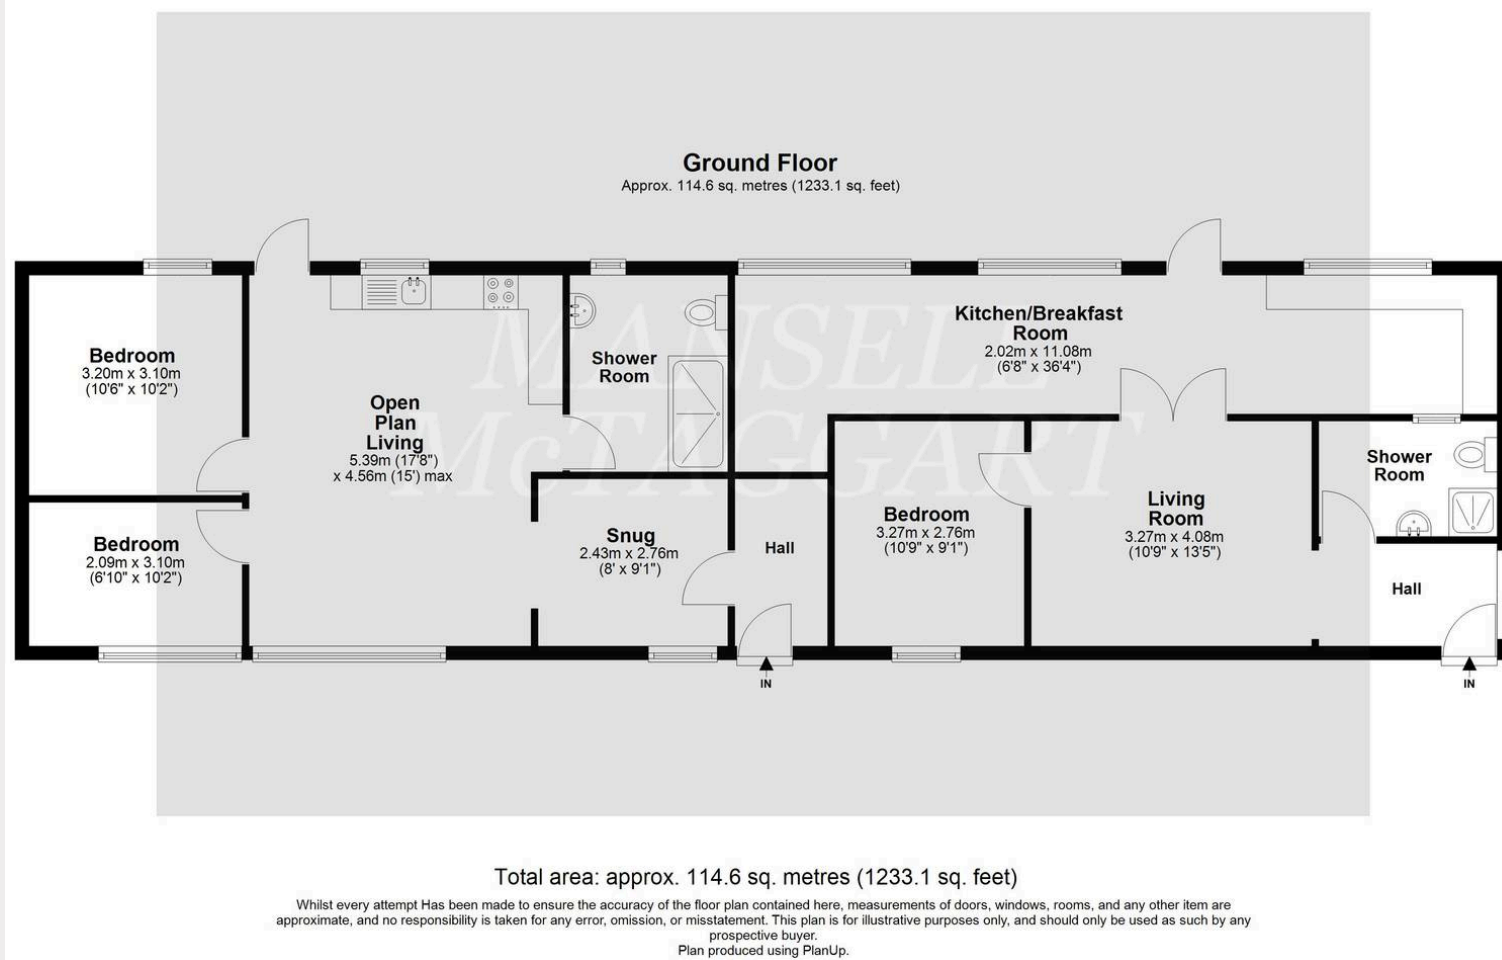 Ground Floor
Approx. 114.6 sq. metres (1233.1 sq. feet)
MANSELL
McTAGGART
Bedroom
3.20m x 3.10m
(10'6" x 10'2")
Open
Plan
Living
5.39m (17'8")
x 4.56m (15') max
Shower
Room
Kitchen/Breakfast
Room
2.02m x 11.08m
(6'8" x 36'4")
Bedroom
2.09m x 3.10m
(6'10" x 10'2")
Snug
2.43m x 2.76m
(8' x 9'1")
Hall
Bedroom
3.27m x 2.76m
(10'9" x 9'1")
Living
Room
3.27m x 4.08m
(10'9" x 13'5")
Shower
Room
Hall
IN
IN
Total area: approx. 114.6 sq. metres (1233.1 sq. feet)
Whilst every attempt Has been made to ensure the accuracy of the floor plan contained here, measurements of doors, windows, rooms, and any other item are
approximate, and no responsibility is taken for any error, omission, or misstatement. This plan is for illustrative purposes only, and should only be used as such by any
prospective buyer.
Plan produced using PlanUp.